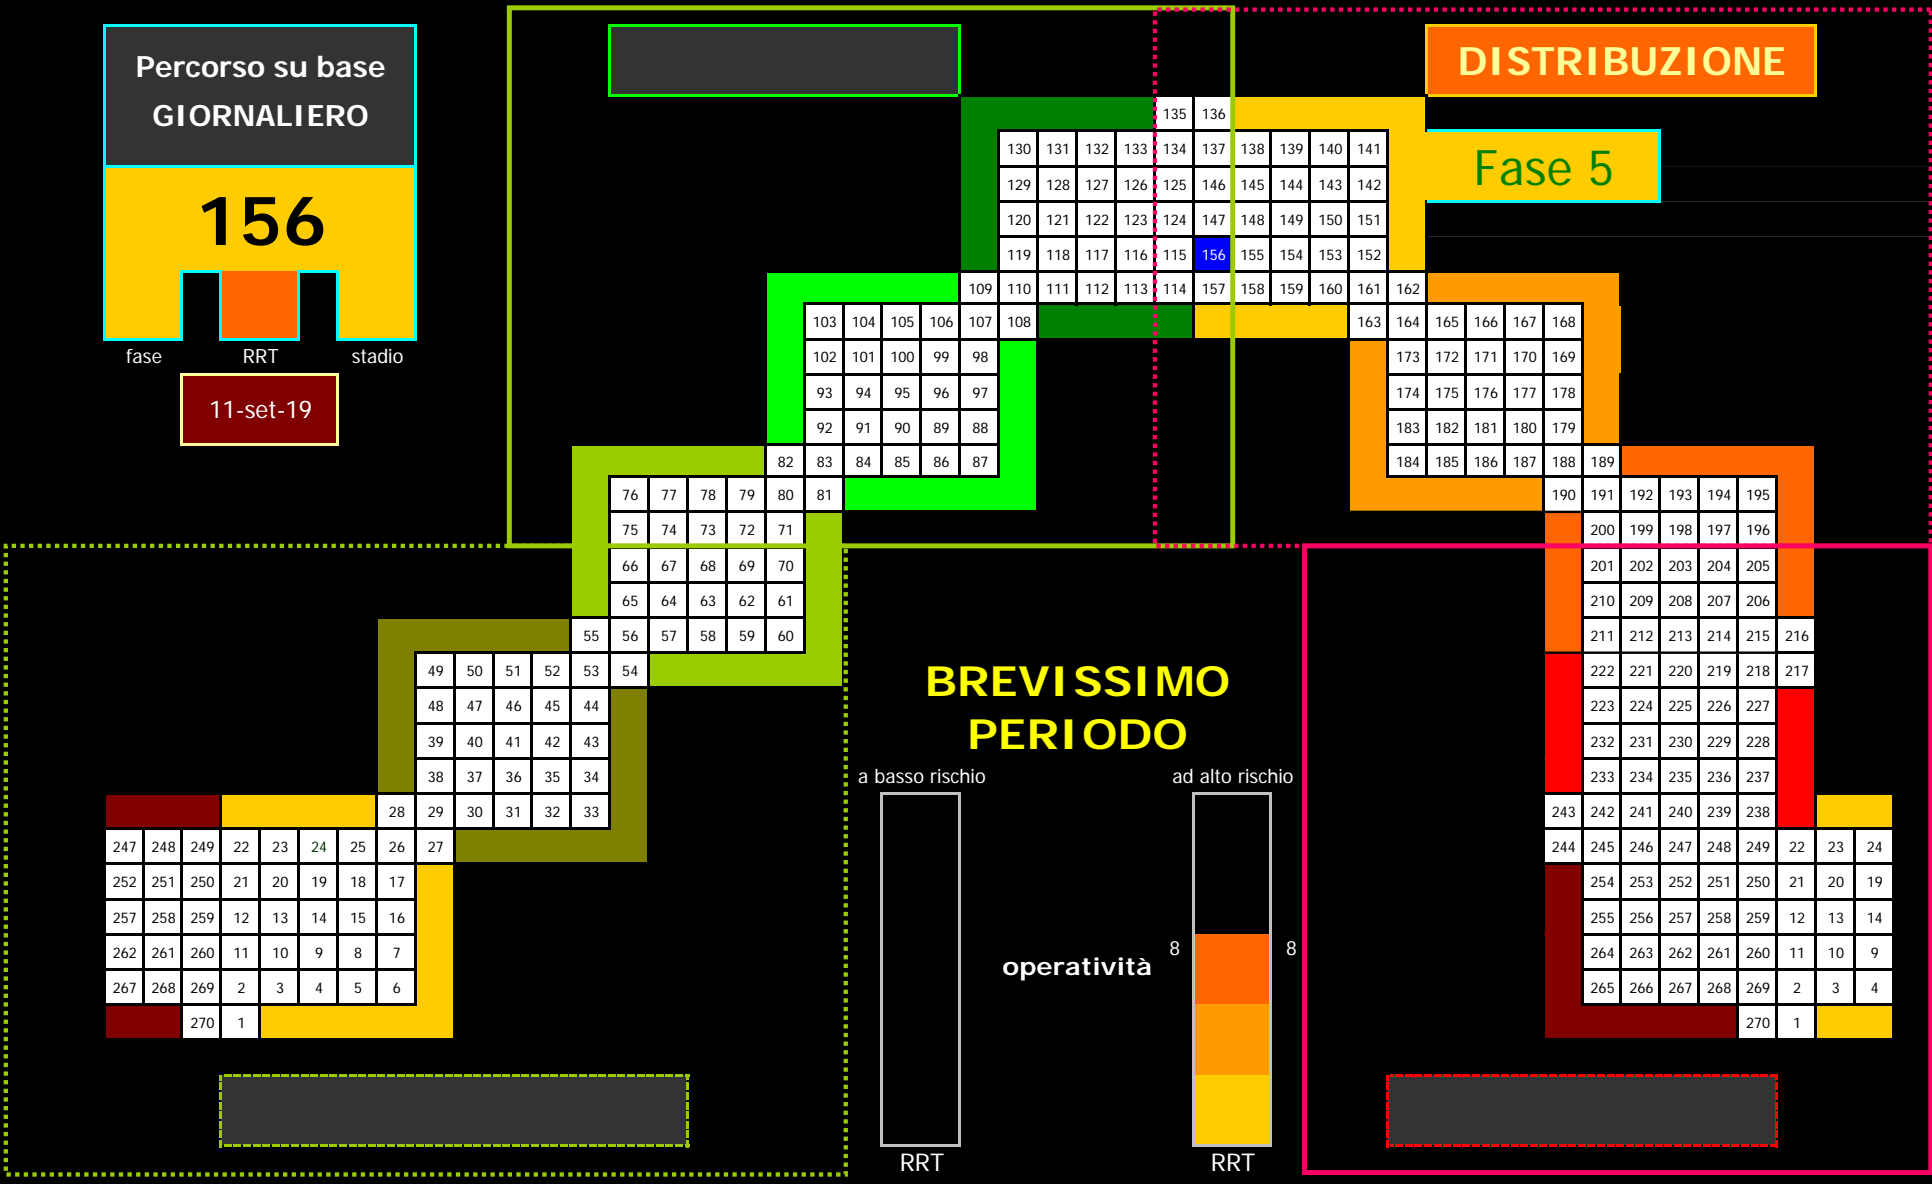 Percorso su base
GIORNALIERO
156
fase RRT stadio
11-set-19
DISTRIBUZIONE
Fase 5
135 136
130 131 132 133 134 137 138 139 140 141
129 128 127 126 125 146 145 144 143 142
120 121 122 123 124 147 148 149 150 151
119 118 117 116 115 156 155 154 153 152
109 110 111 112 113 114 157 158 159 160 161 162
103 104 105 106 107 108 163 164 165 166 167 168
102 101 100 99 98 173 172 171 170 169
93 94 95 96 97 174 175 176 177 178
92 91 90 89 88 183 182 181 180 179
82 83 84 85 86 87 184 185 186 187 188 189
76 77 78 79 80 81 190 191 192 193 194 195
75 74 73 72 71 200 199 198 197 196
66 67 68 69 70 201 202 203 204 205
65 64 63 62 61 210 209 208 207 206
55 56 57 58 59 60 211 212 213 214 215 216
49 50 51 52 53 54 222 221 220 219 218 217
48 47 46 45 44 223 224 225 226 227
39 40 41 42 43 232 231 230 229 228
38 37 36 35 34 233 234 235 236 237
28 29 30 31 32 33 243 242 241 240 239 238
247 248 249 22 23 24 25 26 27 244 245 246 247 248 249 22 23 24
252 251 250 21 20 19 18 17 254 253 252 251 250 21 20 19
257 258 259 12 13 14 15 16 255 256 257 258 259 12 13 14
262 261 260 11 10 9 8 7 264 263 262 261 260 11 10 9
267 268 269 2 3 4 5 6 265 266 267 268 269 2 3 4
270 1 270 1
BREVISSIMO
PERIODO
a basso rischio ad alto rischio
8 8
operatività
RRT RRT